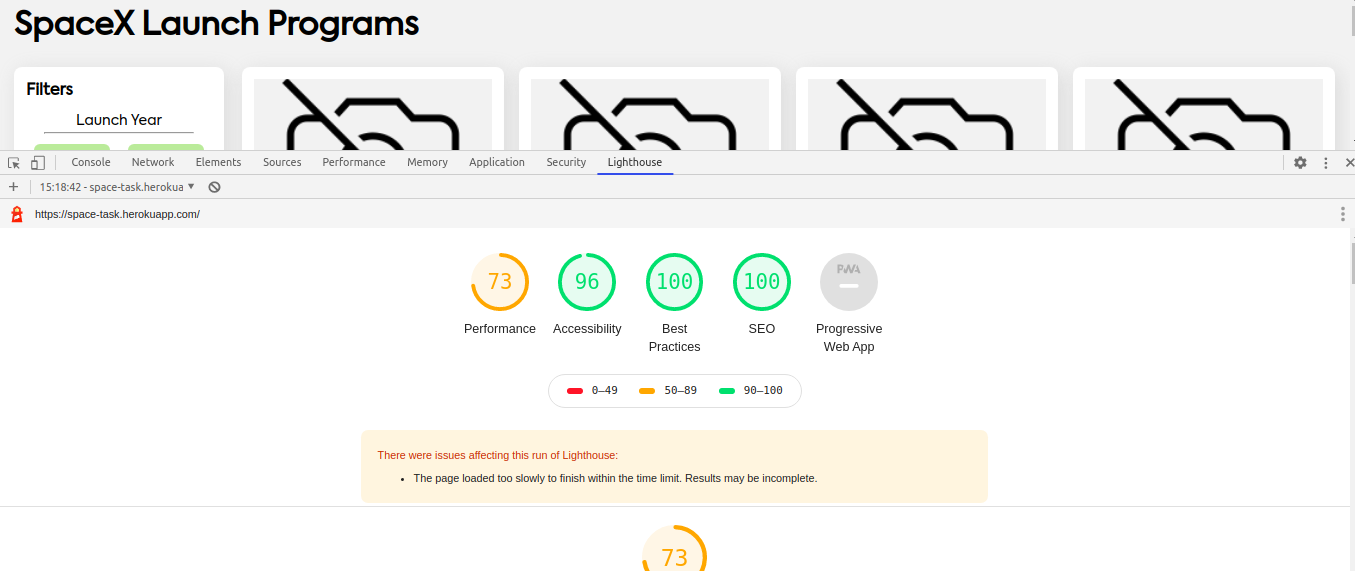 SpaceX Launch Programs
Filters
Launch Year
Console Network Elements Sources Performance Memory Application Security Lighthouse
15:18:42 - space-task.herokua
https://space-task.herokuapp.com/
73 96 100 100 PWA
Performance Accessibility Best Practices SEO Progressive Web App
0–49 50–89 90–100
There were issues affecting this run of Lighthouse:
• The page loaded too slowly to finish within the time limit. Results may be incomplete.
73